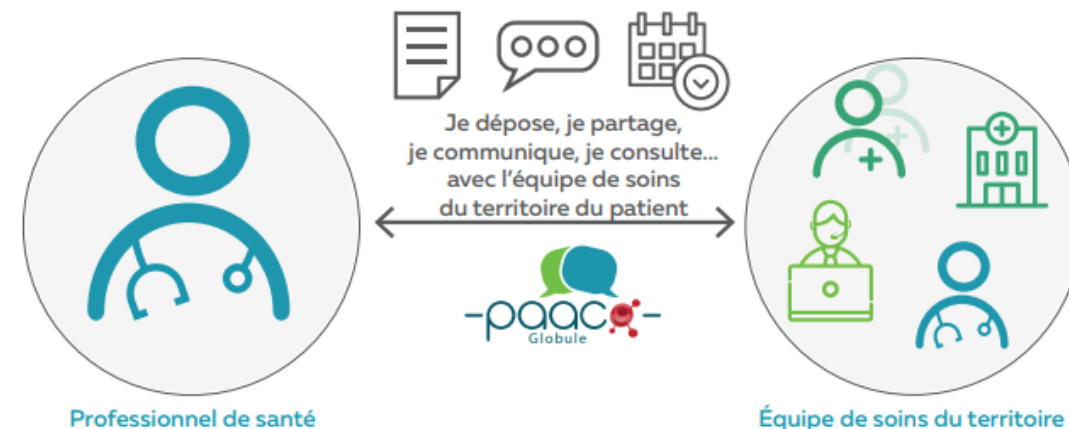 Je dépose, je partage,
je communique, je consulte...
avec l'équipe de soins
du territoire du patient
-paaco-
Globule
Professionnel de santé
Équipe de soins du territoire